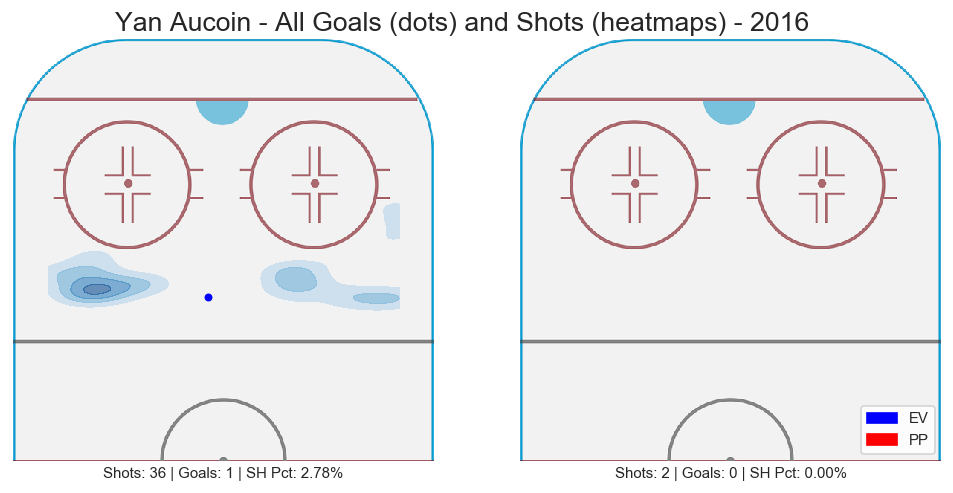 Yan Aucoin - All Goals (dots) and Shots (heatmaps) - 2016
EV
PP
Shots: 36 | Goals: 1 | SH Pct: 2.78%
Shots: 2 | Goals: 0 | SH Pct: 0.00%